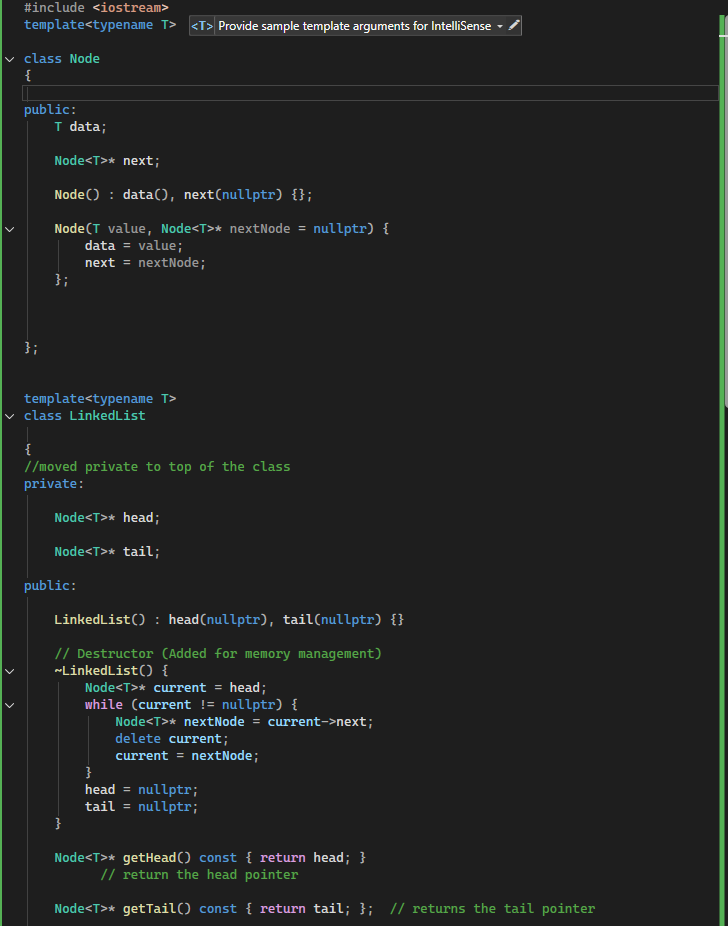 #include <iostream>
template<typename T> <T> Provide sample template arguments for IntelliSense
class Node
{
public:
T data;
Node<T>* next;
Node() : data(), next(nullptr) {};
Node(T value, Node<T>* nextNode = nullptr) {
data = value;
next = nextNode;
};
};
template<typename T>
class LinkedList
{
//moved private to top of the class
private:
Node<T>* head;
Node<T>* tail;
public:
LinkedList() : head(nullptr), tail(nullptr) {}
// Destructor (Added for memory management)
~LinkedList() {
Node<T>* current = head;
while (current != nullptr) {
Node<T>* nextNode = current->next;
delete current;
current = nextNode;
}
head = nullptr;
tail = nullptr;
}
Node<T>* getHead() const { return head; }
// return the head pointer
Node<T>* getTail() const { return tail; };  // returns the tail pointer